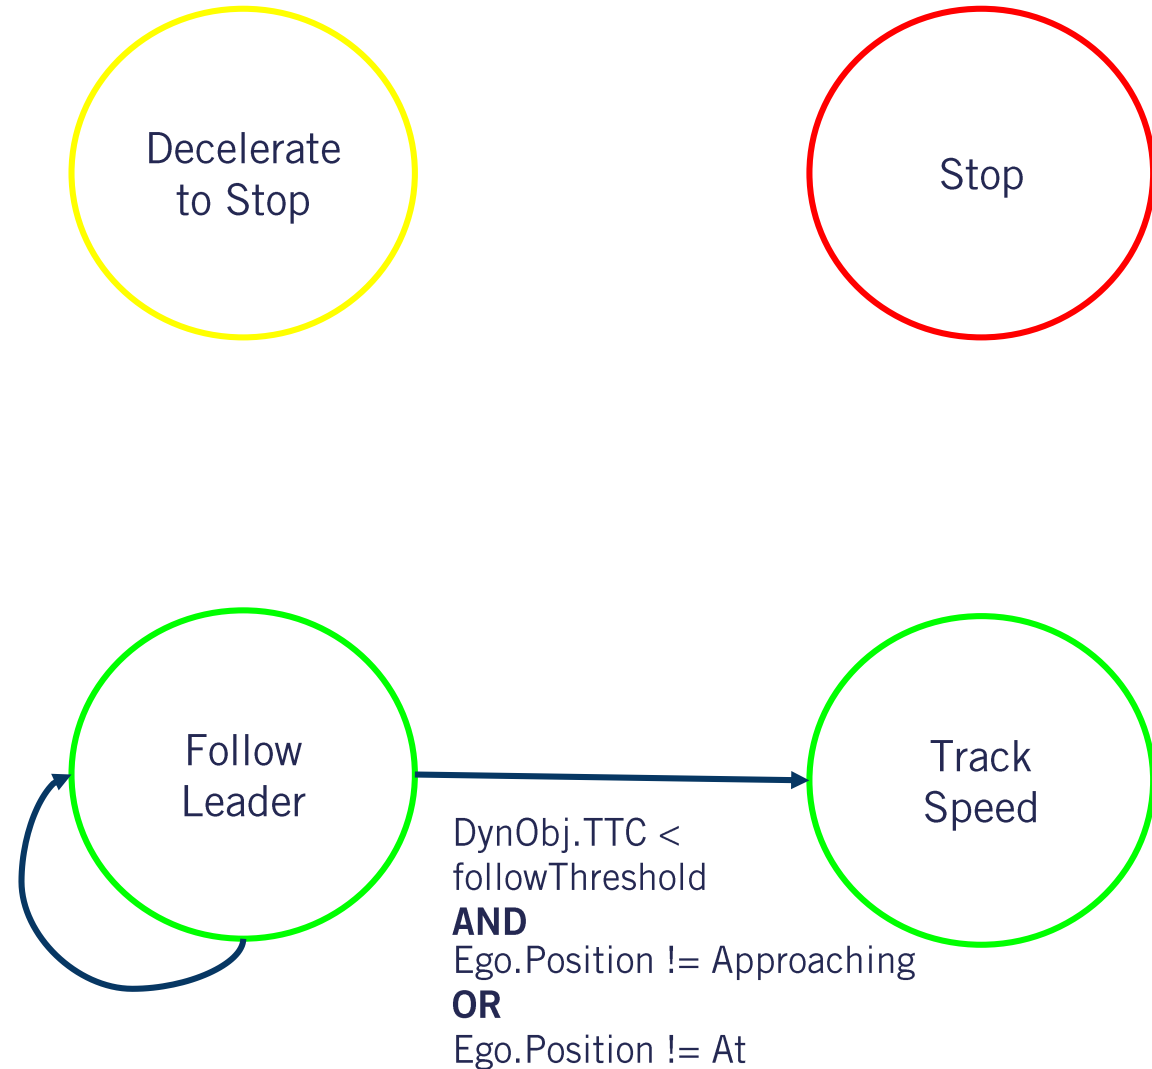 Decelerate
to Stop
Stop
Follow
Leader
Track
Speed
DynObj.TTC <
followThreshold
AND
Ego.Position != Approaching
OR
Ego.Position != At